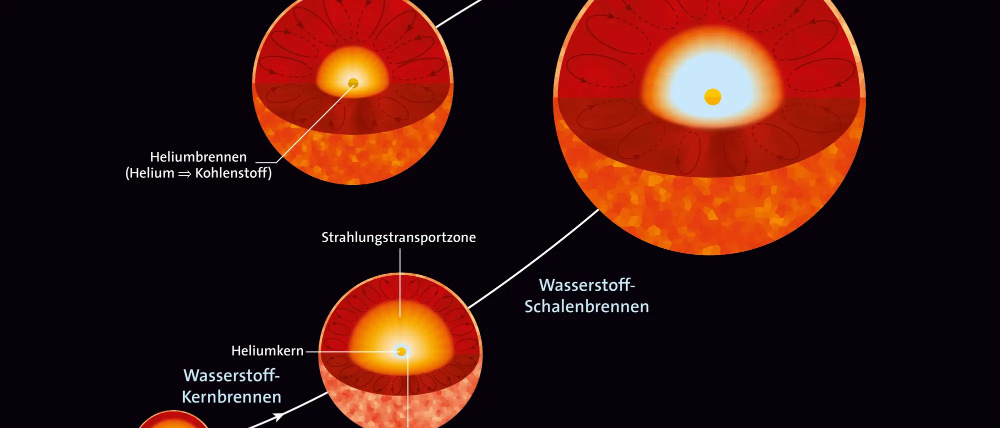 Heliumbrennen
(Helium ⇒ Kohlenstoff)
Strahlungstransportzone
Wasserstoff-
Schalenbrennen
Heliumkern
Wasserstoff-
Kernbrennen